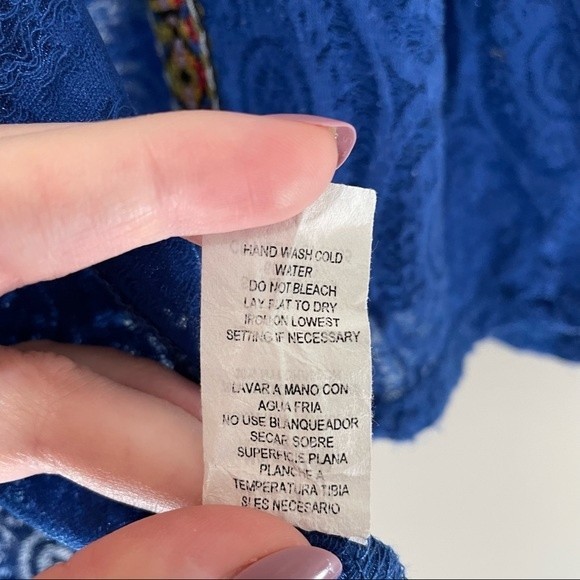 HAND WASH COLD
WATER
DO NOT BLEACH
LAY FLAT TO DRY
IRON ON LOWEST
SETTING IF NECESSARY
LAVAR A MANO CON
AGUA FRIA
NO USE BLANQUEADOR
SECAR SOBRE
SUPERFICIE PLANA
PLANCHE A
TEMPERATURA TIBIA
SI ES NECESARIO